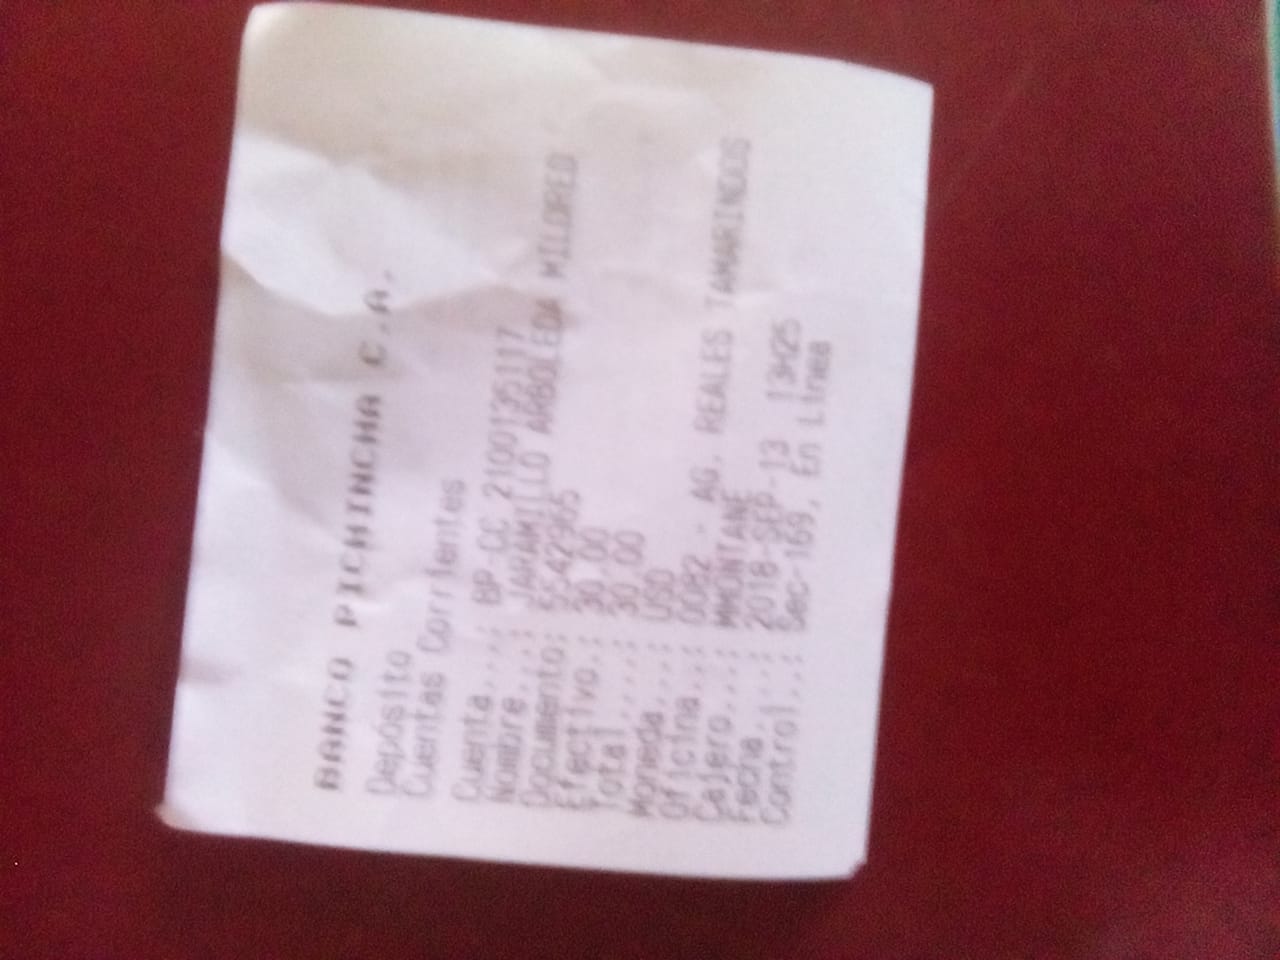 BANCO PICHINCHA C.A.
Depósito
Cuentas Corrientes
Cuenta...: BP-CC 2100135117
Nombre...: JARAMILLO ARBOLEDA MILDRED
Documento: 5542965
Efectivo.: 30.00
Total....: 30.00
Moneda...: USD
Oficina..: 0082 - AG. REALES TAMARINDOS
Cajero...: MMONTANE
Fecha....: 2018-SEP-13 13H25
Control..: Sec-169, En Linea